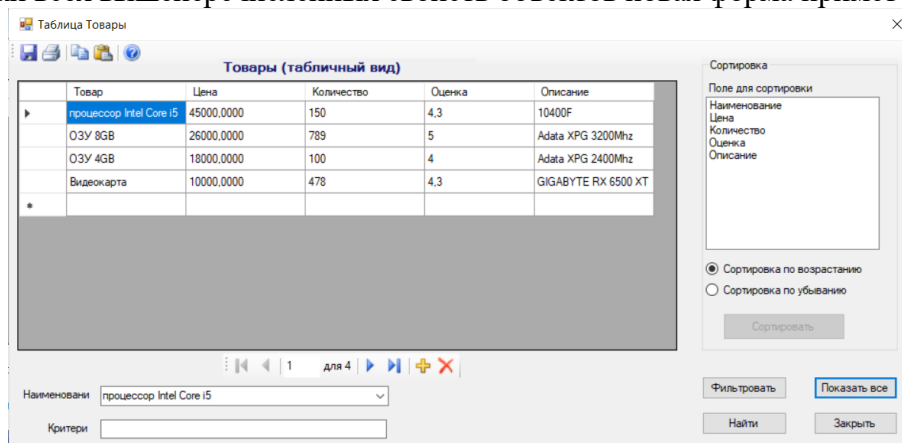 Таблица Товары
Товары (табличный вид)
Товар Цена Количество Оценка Описание
процессор Intel Core i5 45000,0000 150 4,3 10400F
ОЗУ 8GB 26000,0000 789 5 Adata XPG 3200Mhz
ОЗУ 4GB 18000,0000 100 4 Adata XPG 2400Mhz
Видеокарта 10000,0000 478 4,3 GIGABYTE RX 6500 XT
Сортировка
Поле для сортировки
Наименование
Цена
Количество
Оценка
Описание
Сортировка по возрастанию
Сортировка по убыванию
Сортировать
1 для 4
Наименовани процессор Intel Core i5
Критери
Фильтровать Показать все
Найти Закрыть